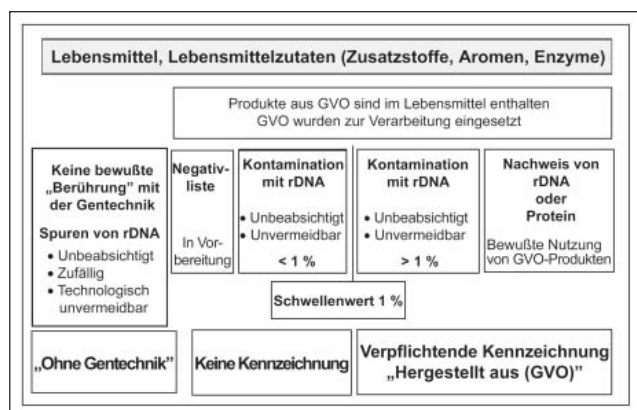 Lebensmittel, Lebensmittelzutaten (Zusatzstoffe, Aromen, Enzyme)
Produkte aus GVO sind im Lebensmittel enthalten
GVO wurden zur Verarbeitung eingesetzt
Keine bewußte
„Berührung” mit
der Gentechnik
Spuren von rDNA
• Unbeabsichtigt
• Zufällig
• Technologisch
unvermeidbar
Negativ-
liste
In Vor-
bereitung
Kontamination
mit rDNA
• Unbeabsichtigt
• Unvermeidbar
< 1 %
Kontamination
mit rDNA
• Unbeabsichtigt
• Unvermeidbar
> 1 %
Nachweis von
rDNA
oder
Protein
Bewußte Nutzung
von GVO-Produkten
Schwellenwert 1 %
„Ohne Gentechnik”
Keine Kennzeichnung
Verpflichtende Kennzeichnung
„Hergestellt aus (GVO)”